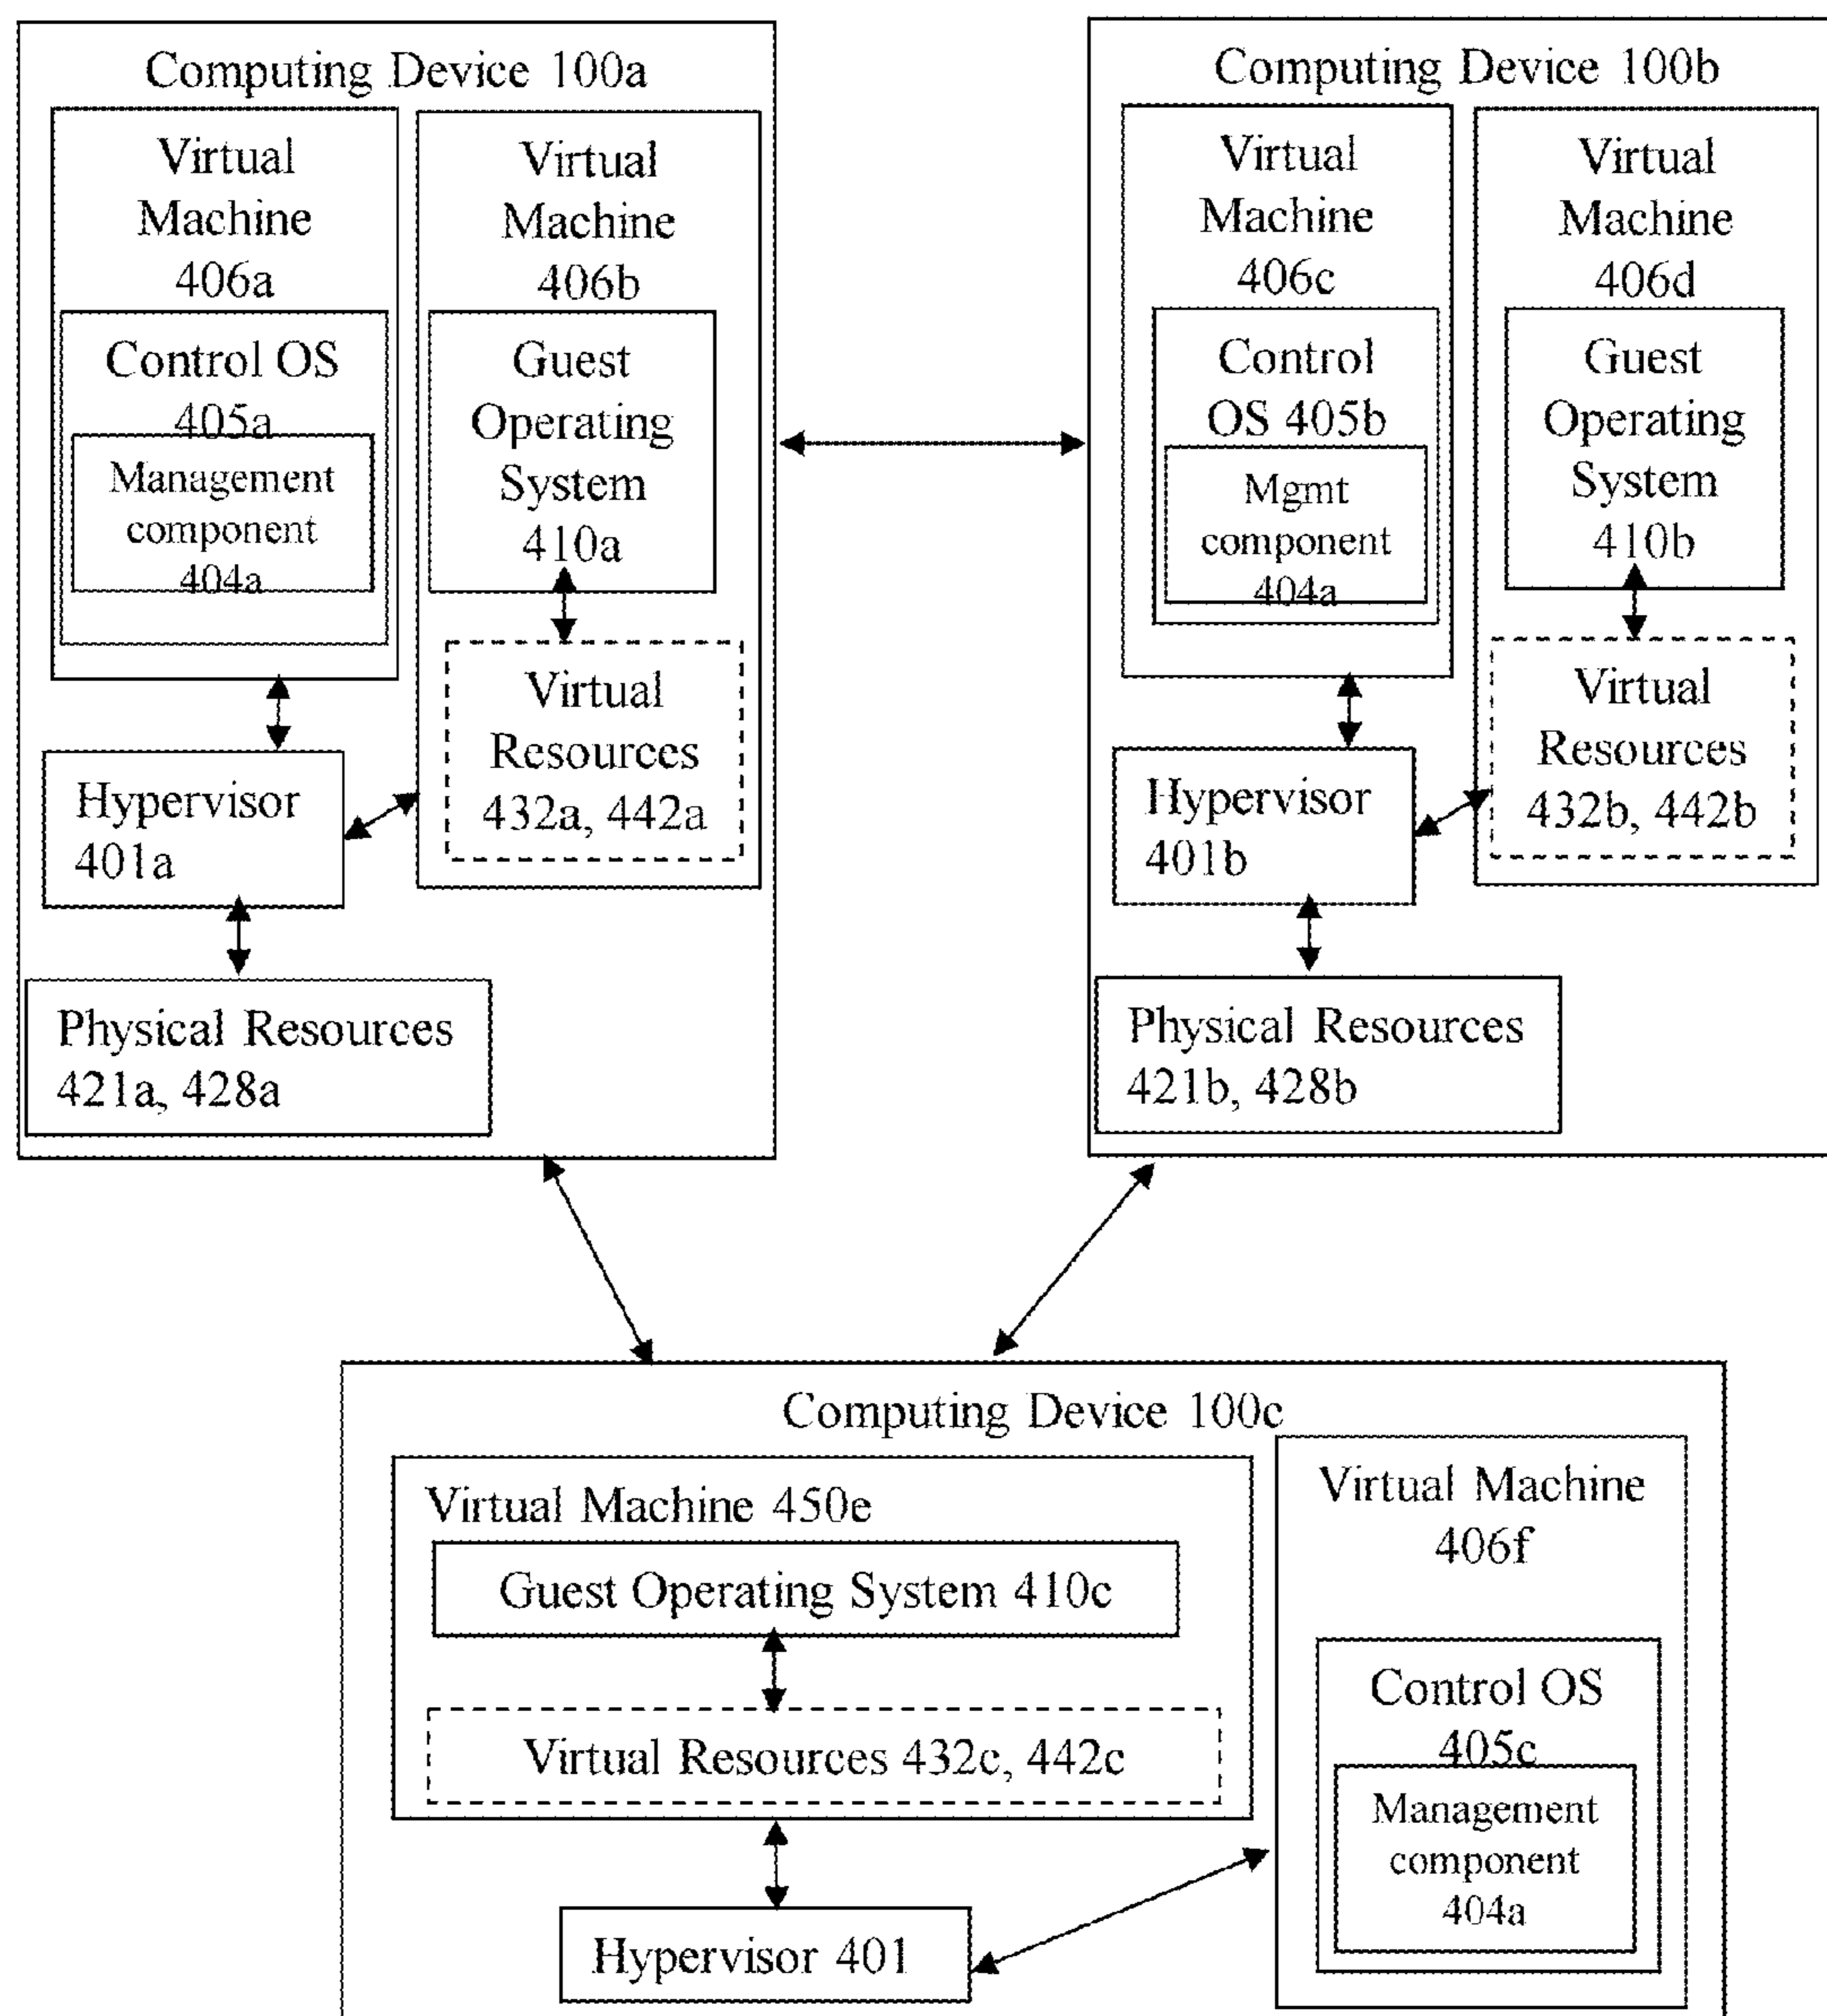 Computing Device 100a
Virtual
Machine
406a
Control OS
405a
Management
component
404a
Virtual
Machine
406b
Guest
Operating
System
410a
Virtual
Resources
432a, 442a
Hypervisor
401a
Physical Resources
421a, 428a
Computing Device 100b
Virtual
Machine
406c
Control
OS 405b
Mgmt
component
404a
Virtual
Machine
406d
Guest
Operating
System
410b
Virtual
Resources
432b, 442b
Hypervisor
401b
Physical Resources
421b, 428b
Computing Device 100c
Virtual Machine 450e
Guest Operating System 410c
Virtual Resources 432c, 442c
Hypervisor 401
Virtual Machine
406f
Control OS
405c
Management
component
404a